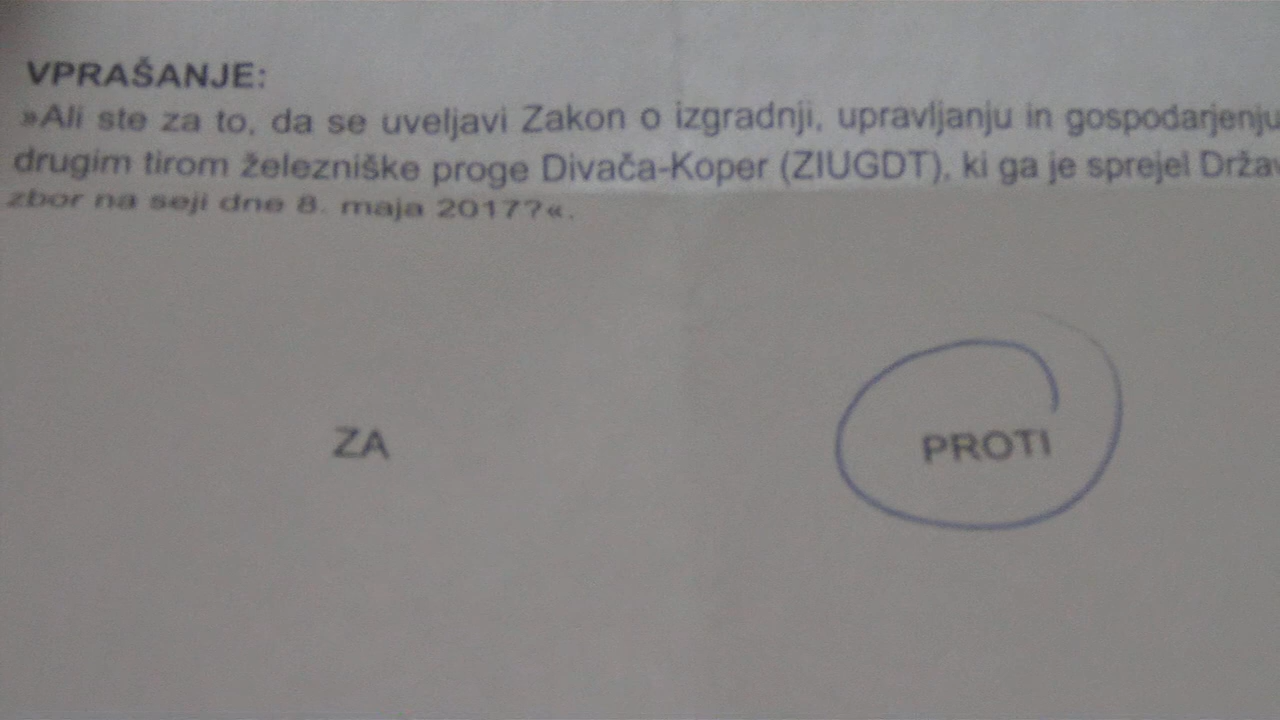 VPRAŠANJE:
»Ali ste za to, da se uveljavi Zakon o izgradnji, upravljanju in gospodarjenju
drugim tirom železniške proge Divača-Koper (ZIUGDT), ki ga je sprejel Držav
zbor na seji dne 8. maja 2017?«.
ZA PROTI